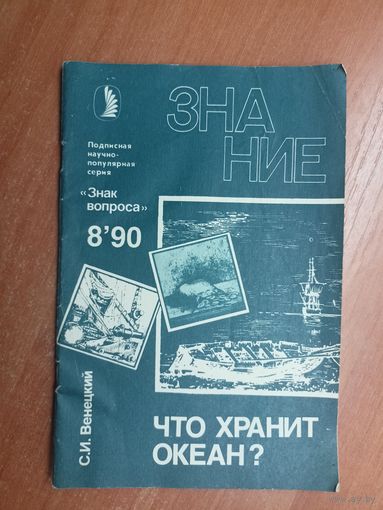 ЗНА
НИЕ
Подписная
научно-
популярная
серия
«Знак
вопроса»
8’90
С.И. Венецкий
ЧТО ХРАНИТ
ОКЕАН?